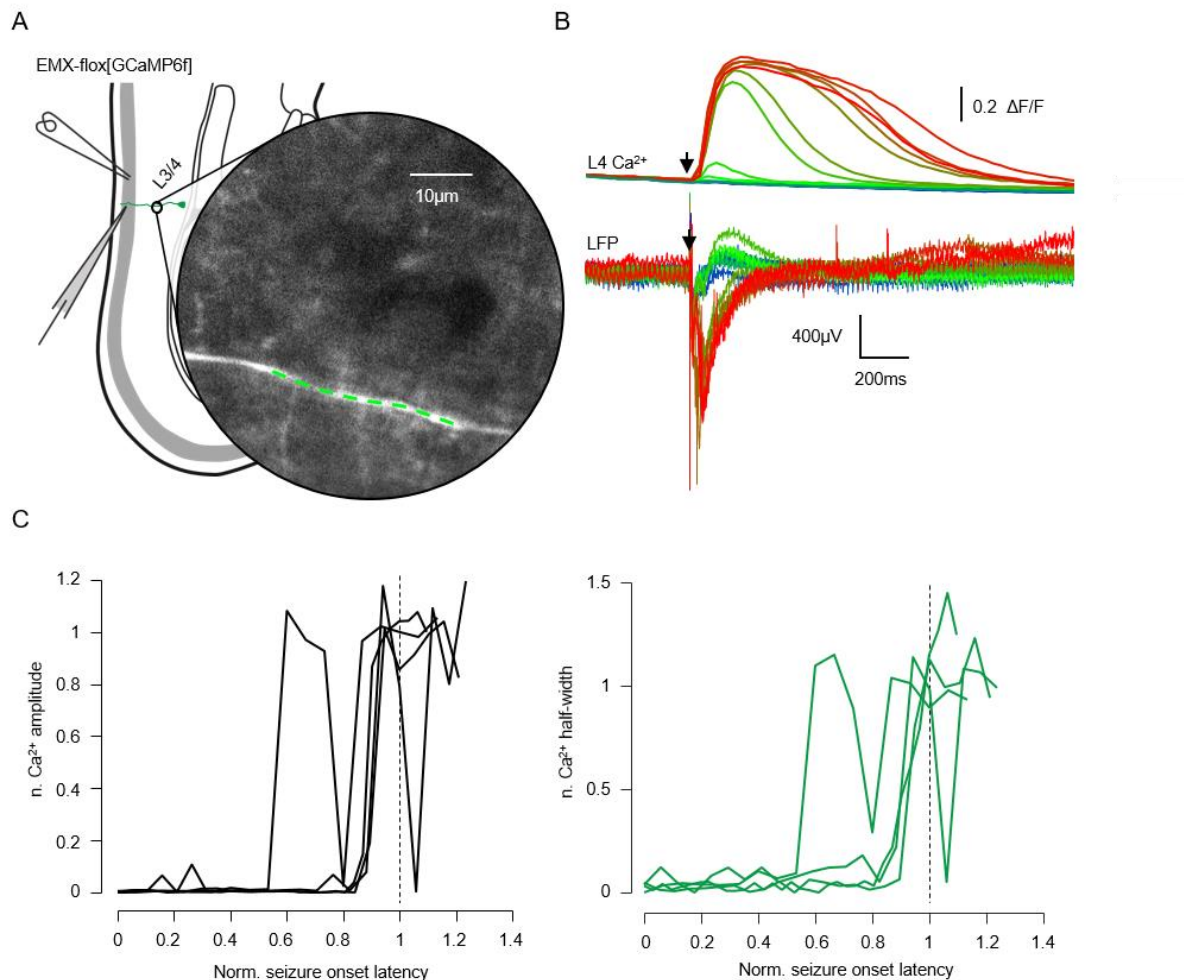 A
EMX-flox[GCaMP6f]
L3/4
10µm
B
0.2 ΔF/F
L4 Ca²⁺
LFP
400µV
200ms
C
1.2
1
0.8
0.6
0.4
0.2
0
n. Ca²⁺ amplitude
0 0.2 0.4 0.6 0.8 1 1.2 1.4
Norm. seizure onset latency
1.5
1
0.5
0
n. Ca²⁺ half-width
0 0.2 0.4 0.6 0.8 1 1.2 1.4
Norm. seizure onset latency